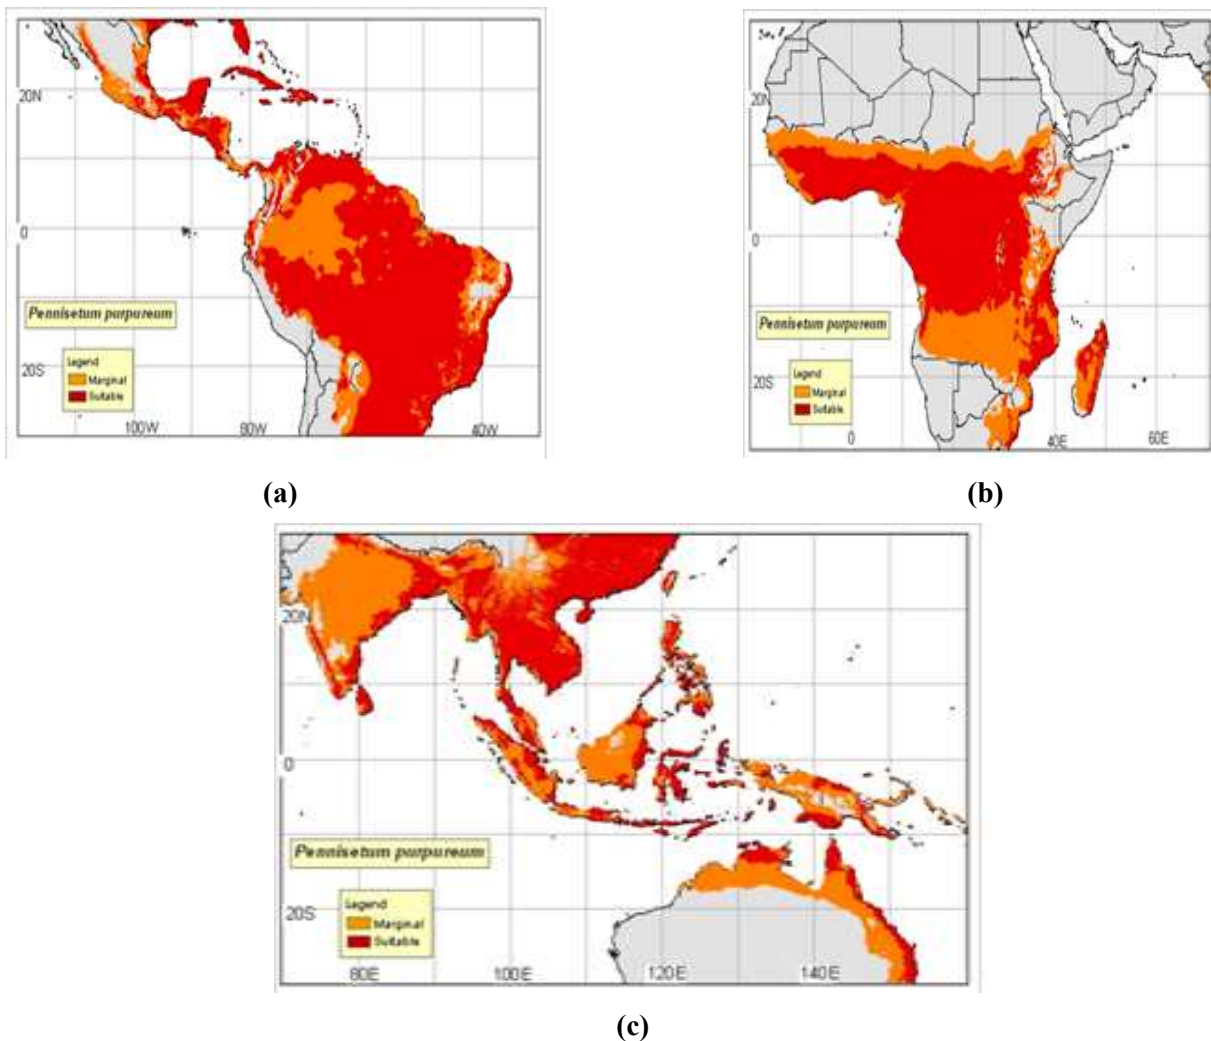 20N
0
20S
Pennisetum purpureum
Legend
Marginal
Suitable
100W 80W 40W
(a)
20N
0
20S
Pennisetum purpureum
Legend
Marginal
Suitable
0 40E 60E
(b)
20N
0
20S
Pennisetum purpureum
Legend
Marginal
Suitable
80E 100E 120E 140E
(c)